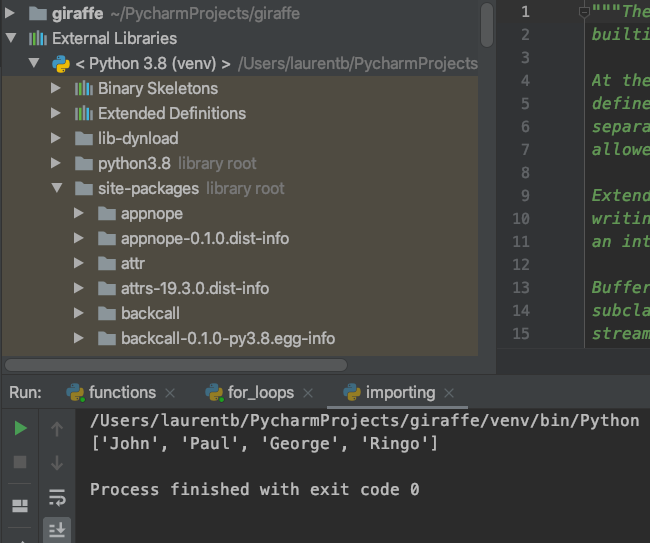 giraffe ~/PycharmProjects/giraffe
External Libraries
< Python 3.8 (venv) > /Users/laurentb/PycharmProjects
Binary Skeletons
Extended Definitions
lib-dynload
python3.8 library root
site-packages library root
appnope
appnope-0.1.0.dist-info
attr
attrs-19.3.0.dist-info
backcall
backcall-0.1.0-py3.8.egg-info
1 """The
2 builti
3
4 At the
5 define
6 separa
7 allowe
8
9 Extend
10 writin
11 an int
12
13 Buffer
14 subcla
15 stream
Run: functions for_loops importing
/Users/laurentb/PycharmProjects/giraffe/venv/bin/Python
['John', 'Paul', 'George', 'Ringo']
Process finished with exit code 0